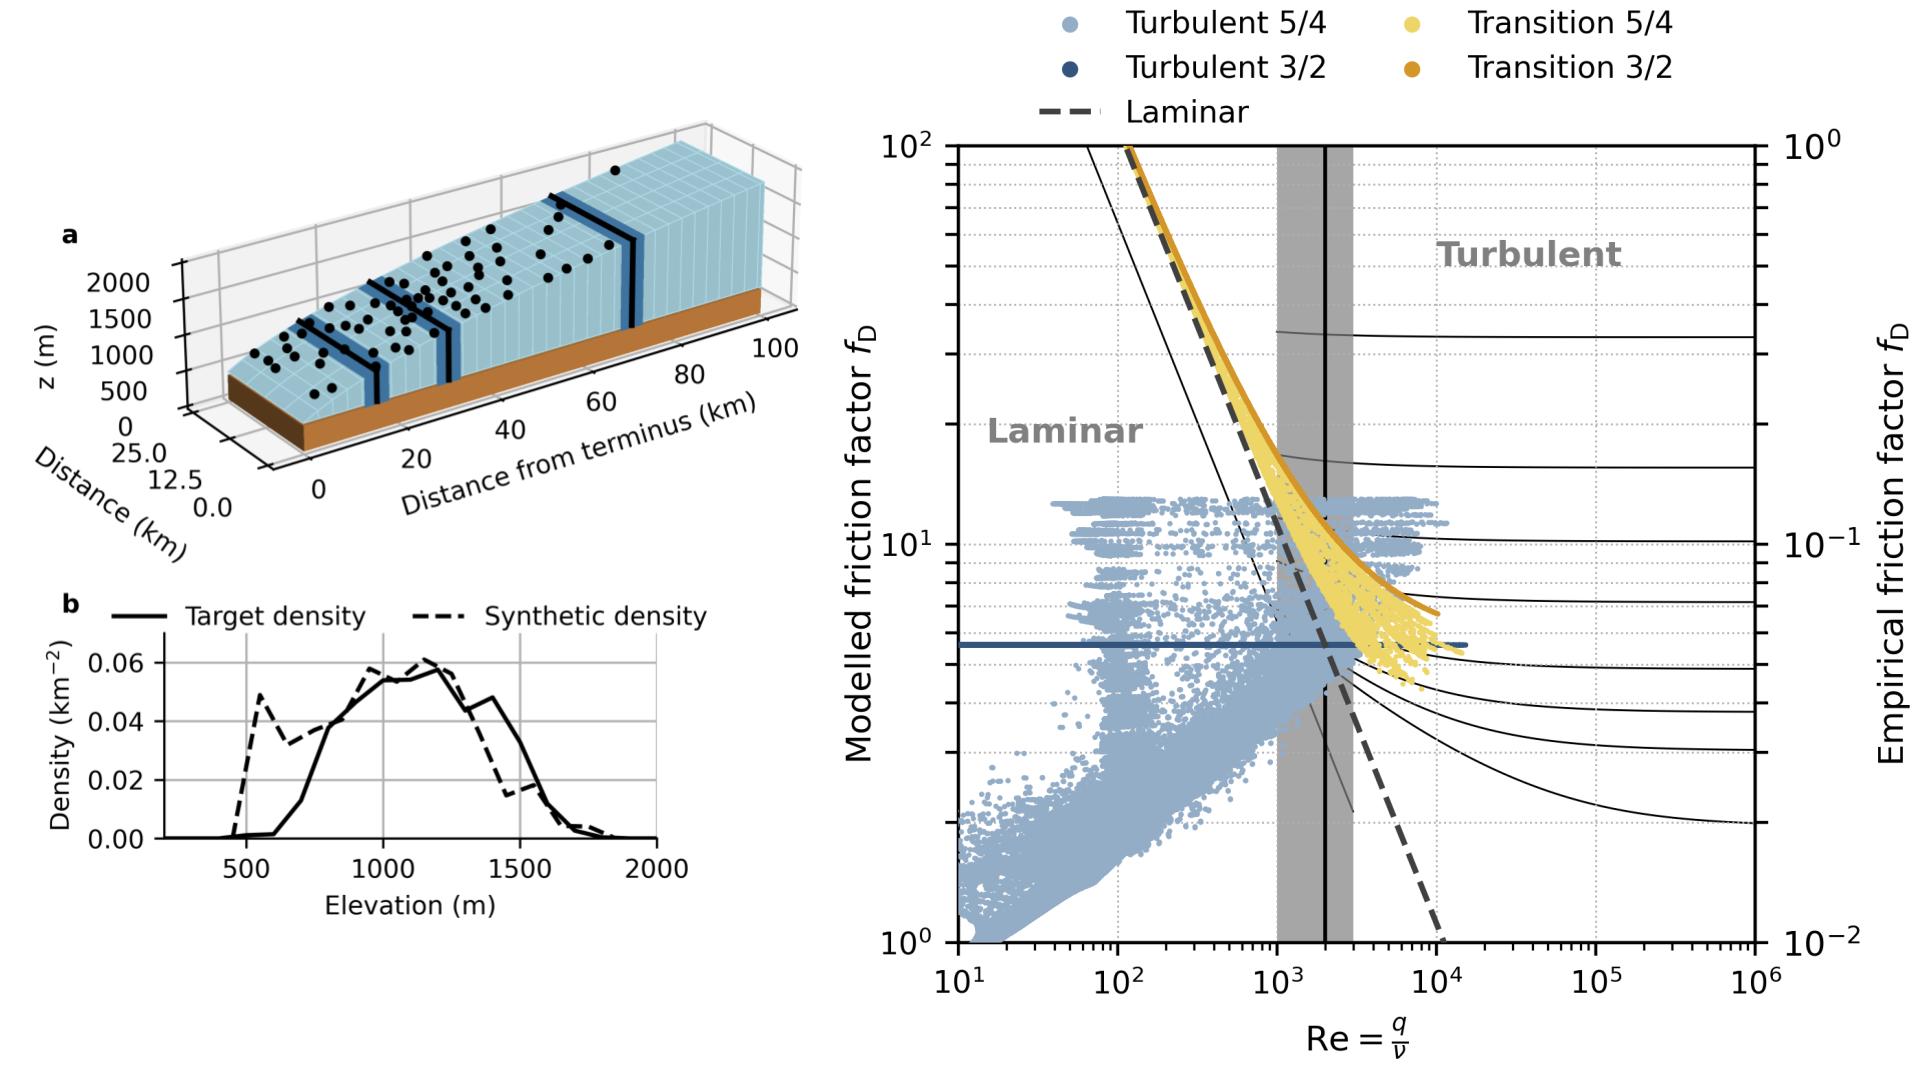 a
z (m)
2000
1500
1000
500
0
25.0
12.5
0.0
Distance (km)
0
20
40
60
80
100
Distance from terminus (km)
b
Target density
Synthetic density
Density (km⁻²)
0.06
0.04
0.02
0.00
500
1000
1500
2000
Elevation (m)
Turbulent 5/4
Transition 5/4
Turbulent 3/2
Transition 3/2
Laminar
Modelled friction factor f_D
10²
10¹
10⁰
Laminar
Turbulent
10⁰
10⁻¹
10⁻²
Empirical friction factor f_D
10¹
10²
10³
10⁴
10⁵
10⁶
Re = q/ν